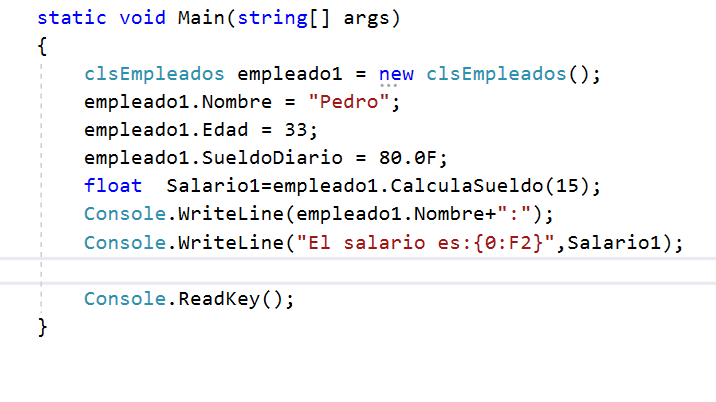 static void Main(string[] args)
{
clsEmpleados empleado1 = new clsEmpleados();
empleado1.Nombre = "Pedro";
empleado1.Edad = 33;
empleado1.SueldoDiario = 80.0F;
float  Salario1=empleado1.CalculaSueldo(15);
Console.WriteLine(empleado1.Nombre+":");
Console.WriteLine("El salario es:{0:F2}",Salario1);
Console.ReadKey();
}